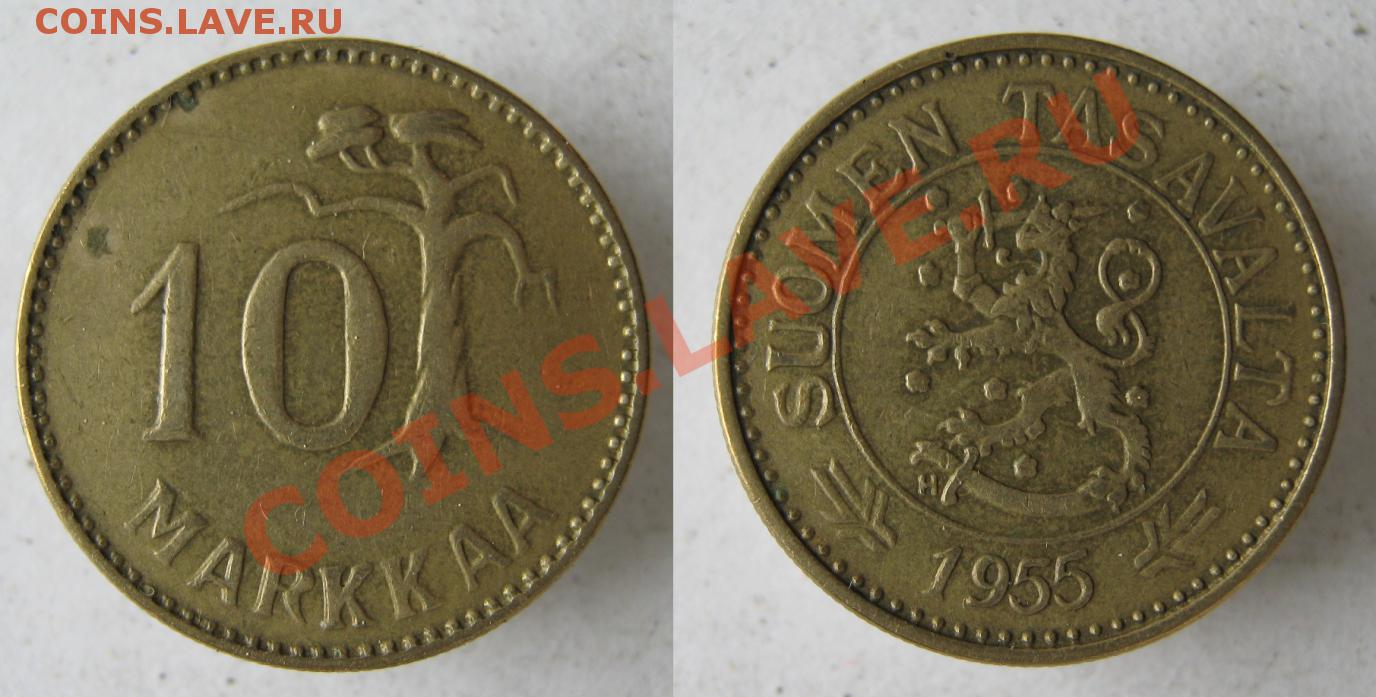 COINS.LAVE.RU
10
MARKKAA
SUOMEN TASAVALTA
H
1955
COINS.LAVE.RU